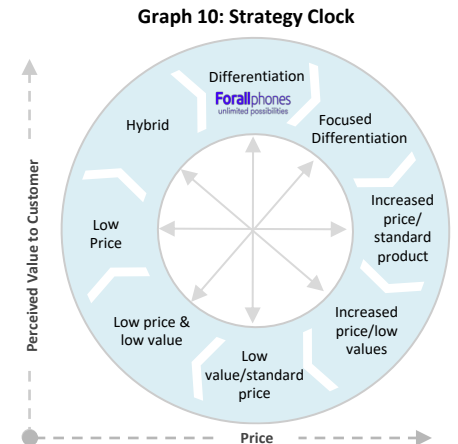 Graph 10: Strategy Clock
Differentiation
Forallphones
unlimited possibilities
Hybrid
Focused
Differentiation
Low
Price
Increased
price/
standard
product
Low price &
low value
Increased
price/low
values
Low
value/standard
price
Perceived Value to Customer
Price